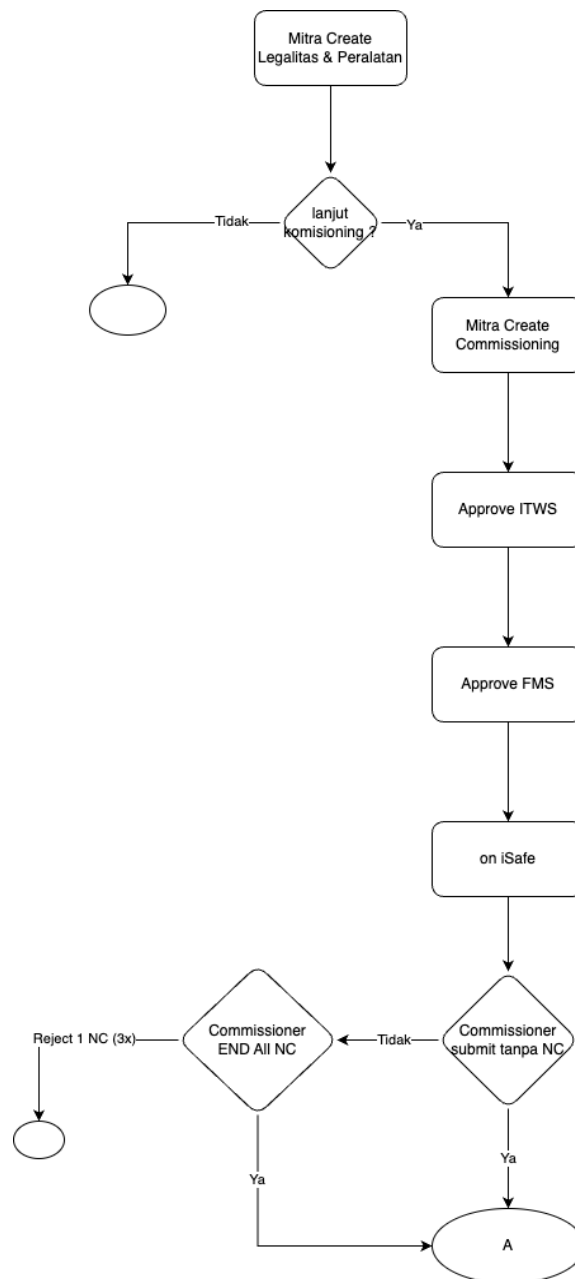 Mitra Create
Legalitas & Peralatan
lanjut
komisioning ?
Tidak
Ya
Mitra Create
Commissioning
Approve ITWS
Approve FMS
on iSafe
Commissioner
submit tanpa NC
Tidak
Commissioner
END All NC
Reject 1 NC (3x)
Ya
Ya
A